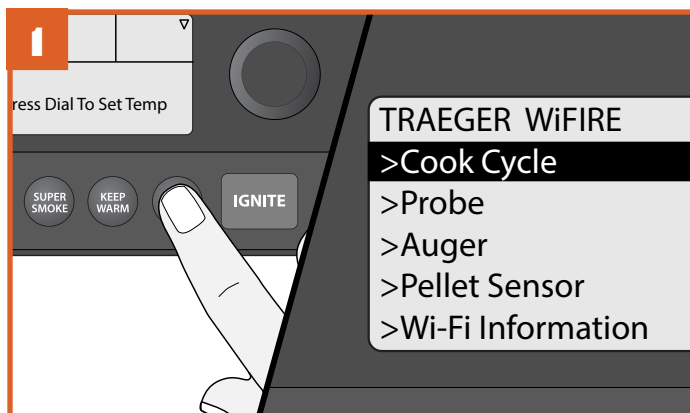 1
ress Dial To Set Temp
SUPER
SMOKE
KEEP
WARM
IGNITE
TRAEGER WiFIRE
>Cook Cycle
>Probe
>Auger
>Pellet Sensor
>Wi-Fi Information